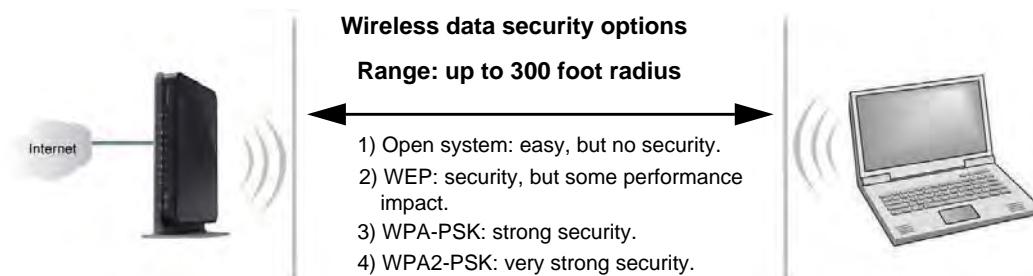 Wireless data security options
Range: up to 300 foot radius
Internet
1) Open system: easy, but no security.
2) WEP: security, but some performance
impact.
3) WPA-PSK: strong security.
4) WPA2-PSK: very strong security.